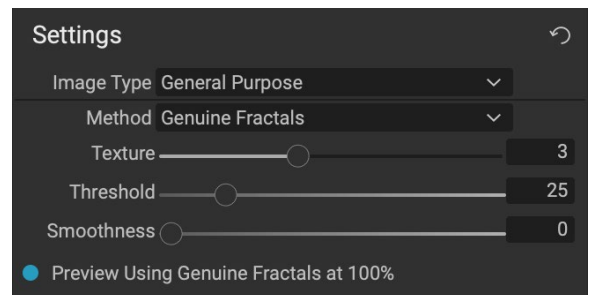 Settings
Image Type General Purpose
Method Genuine Fractals
Texture 3
Threshold 25
Smoothness 0
Preview Using Genuine Fractals at 100%